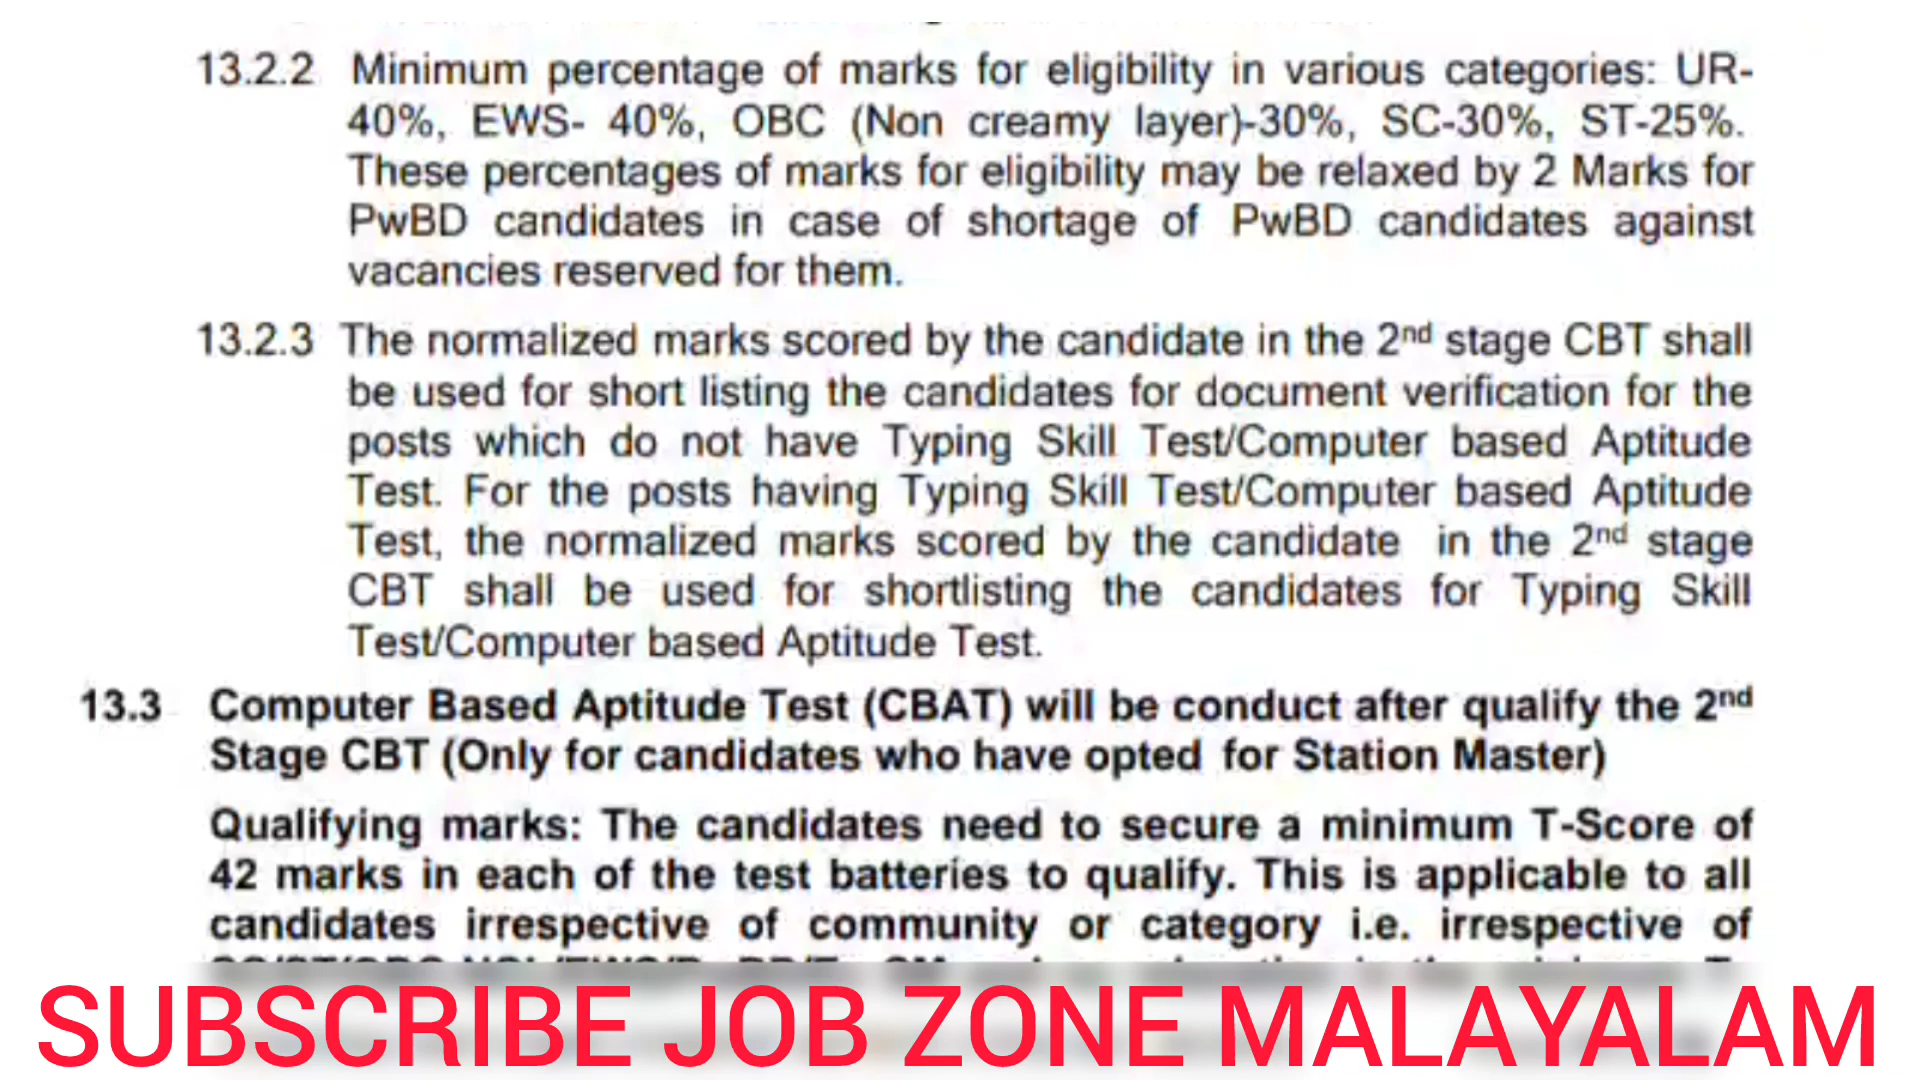 13.2.2 Minimum percentage of marks for eligibility in various categories: UR-
40%, EWS- 40%, OBC (Non creamy layer)-30%, SC-30%, ST-25%.
These percentages of marks for eligibility may be relaxed by 2 Marks for
PwBD candidates in case of shortage of PwBD candidates against
vacancies reserved for them.
13.2.3 The normalized marks scored by the candidate in the 2nd stage CBT shall
be used for short listing the candidates for document verification for the
posts which do not have Typing Skill Test/Computer based Aptitude
Test. For the posts having Typing Skill Test/Computer based Aptitude
Test, the normalized marks scored by the candidate in the 2nd stage
CBT shall be used for shortlisting the candidates for Typing Skill
Test/Computer based Aptitude Test.
13.3 Computer Based Aptitude Test (CBAT) will be conduct after qualify the 2nd
Stage CBT (Only for candidates who have opted for Station Master)
Qualifying marks: The candidates need to secure a minimum T-Score of
42 marks in each of the test batteries to qualify. This is applicable to all
candidates irrespective of community or category i.e. irrespective of
SUBSCRIBE JOB ZONE MALAYALAM